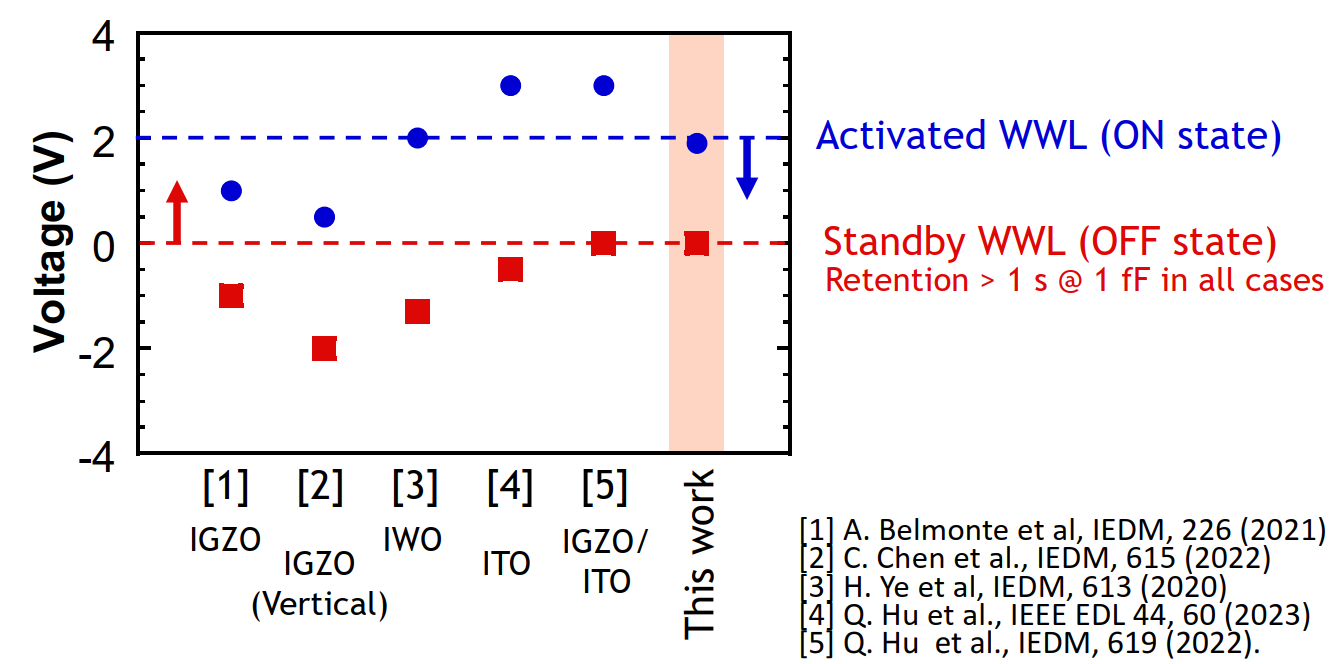 4
2
0
-2
-4
Voltage (V)
Activated WWL (ON state)
Standby WWL (OFF state)
Retention > 1 s @ 1 fF in all cases
[1] [2] [3] [4] [5]
IGZO
IGZO
(Vertical)
IWO
ITO
IGZO/
ITO
This work
[1] A. Belmonte et al, IEDM, 226 (2021)
[2] C. Chen et al., IEDM, 615 (2022)
[3] H. Ye et al, IEDM, 613 (2020)
[4] Q. Hu et al., IEEE EDL 44, 60 (2023)
[5] Q. Hu  et al., IEDM, 619 (2022).